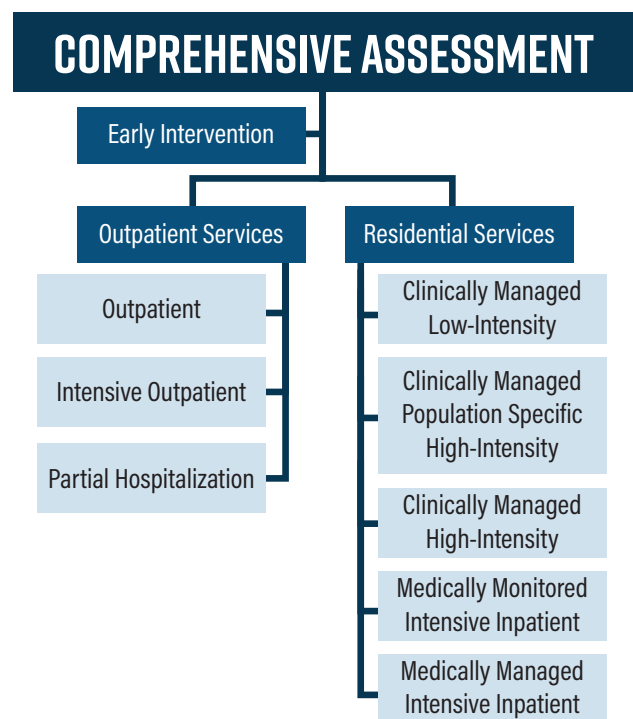 COMPREHENSIVE ASSESSMENT
Early Intervention
Outpatient Services
Outpatient
Intensive Outpatient
Partial Hospitalization
Residential Services
Clinically Managed
Low-Intensity
Clinically Managed
Population Specific
High-Intensity
Clinically Managed
High-Intensity
Medically Monitored
Intensive Inpatient
Medically Managed
Intensive Inpatient